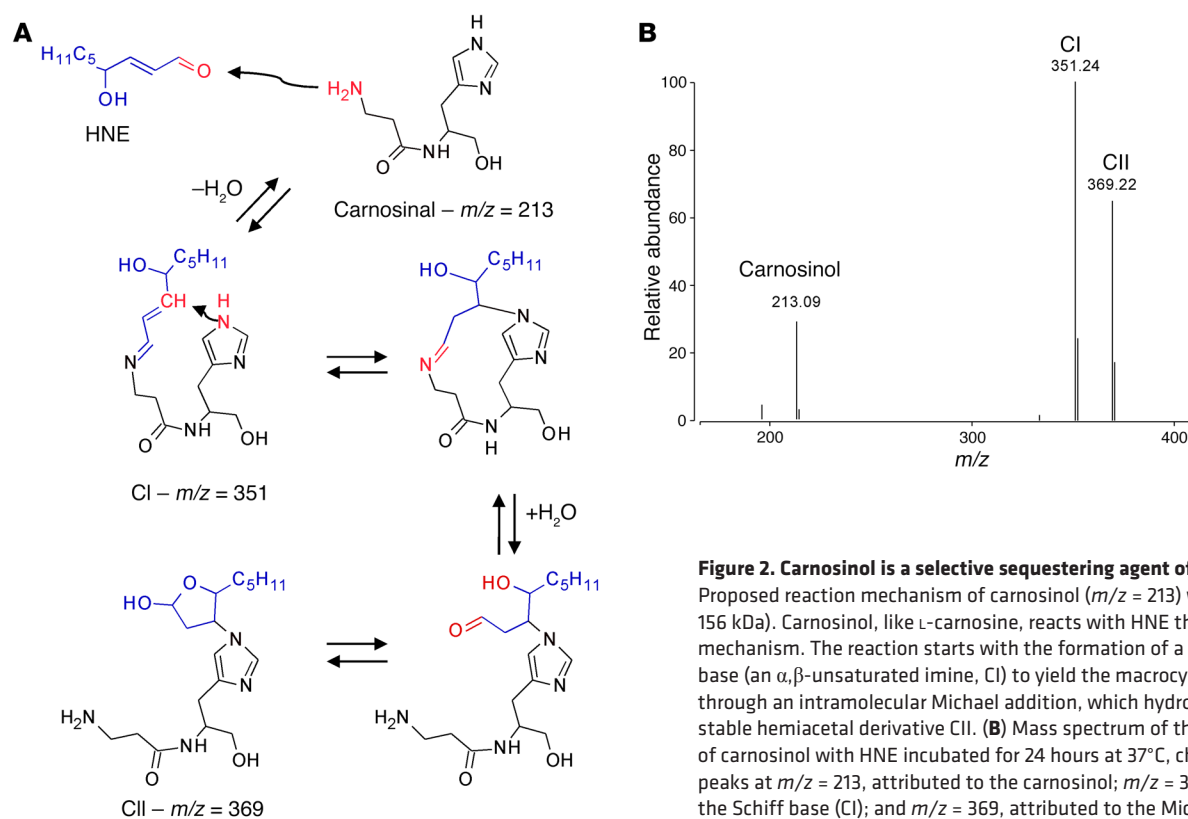 A
H₁₁C₅
O
OH
HNE
H₂N
H
N
N
O
NH
OH
–H₂O
Carnosinal – m/z = 213
HO
C₅H₁₁
CH
H
N
N
N
O
NH
OH
CI – m/z = 351
HO
C₅H₁₁
N
N
N
O
N
H
OH
+H₂O
O
C₅H₁₁
HO
N
N
H₂N
O
NH
OH
CII – m/z = 369
HO
C₅H₁₁
O
N
N
H₂N
O
NH
OH
B
CI
351.24
CII
369.22
Carnosinol
213.09
Relative abundance
100
80
60
40
20
0
200
300
400
m/z
Figure 2. Carnosinol is a selective sequestering agent o
Proposed reaction mechanism of carnosinol (m/z = 213)
156 kDa). Carnosinol, like L-carnosine, reacts with HNE th
mechanism. The reaction starts with the formation of a
base (an α,β-unsaturated imine, CI) to yield the macrocy
through an intramolecular Michael addition, which hydro
stable hemiacetal derivative CII. (B) Mass spectrum of th
of carnosinol with HNE incubated for 24 hours at 37°C, c
peaks at m/z = 213, attributed to the carnosinol; m/z = 3
the Schiff base (CI); and m/z = 369, attributed to the Mic